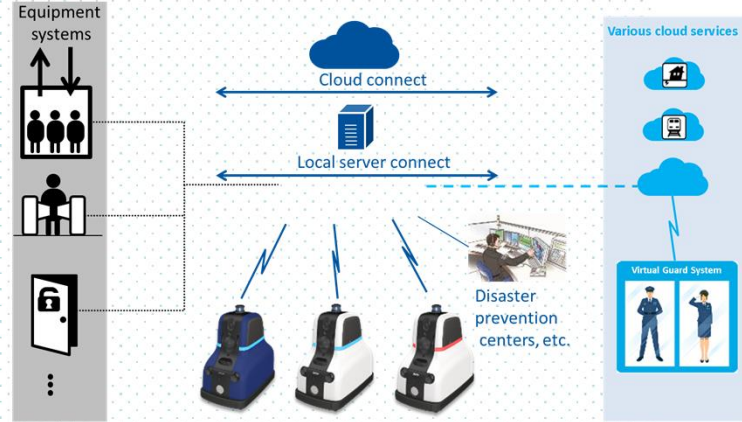 Equipment
systems
Cloud connect
Local server connect
Disaster
prevention
centers, etc.
Various cloud services
Virtual Guard System